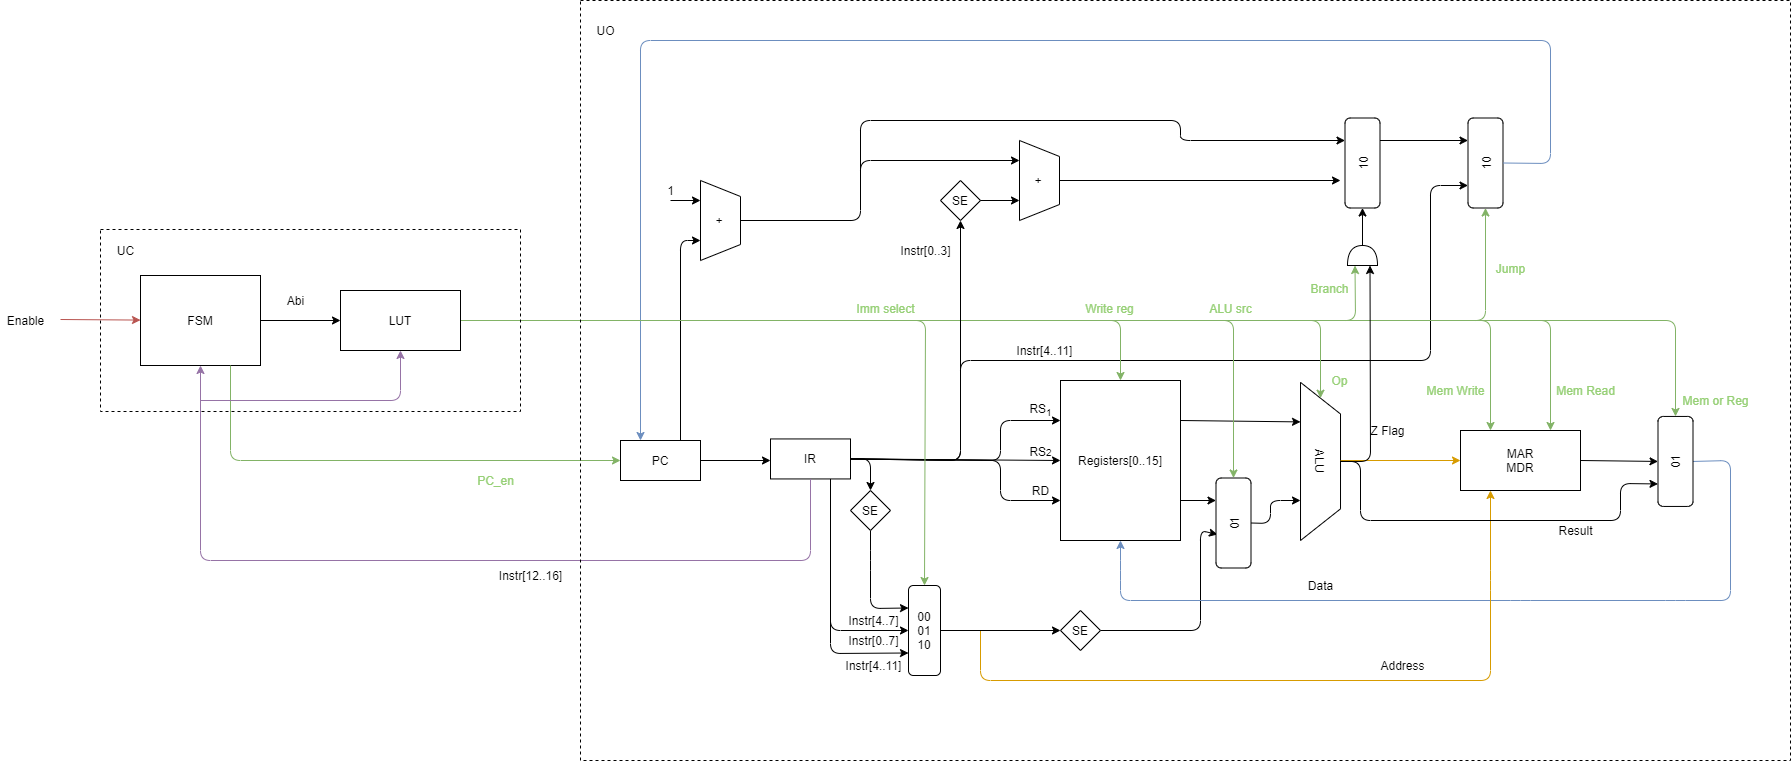 UO
1
+
+
10
10
SE
UC
Instr[0..3]
Jump
Branch
Abi
Imm select
Write reg
ALU src
Enable
FSM
LUT
Instr[4..11]
Op
Mem Write
Mem Read
Mem or Reg
RS1
Z Flag
PC
IR
RS2
Registers[0..15]
ALU
MAR
MDR
01
PC_en
RD
SE
01
Result
Instr[12..16]
Data
00
01
10
Instr[4..7]
SE
Instr[0..7]
Instr[4..11]
Address